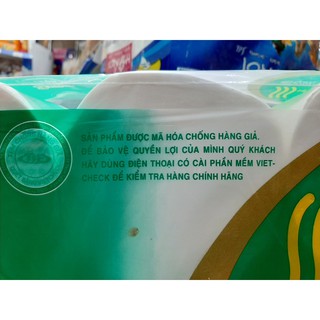 SẢN PHẨM ĐƯỢC MÃ HÓA CHỐNG HÀNG GIẢ.
ĐỂ BẢO VỆ QUYỀN LỢI CỦA MÌNH QUÝ KHÁCH
HÃY DÙNG ĐIỆN THOẠI CÓ CÀI PHẦN MỀM VIET-
CHECK ĐỂ KIỂM TRA HÀNG CHÍNH HÃNG